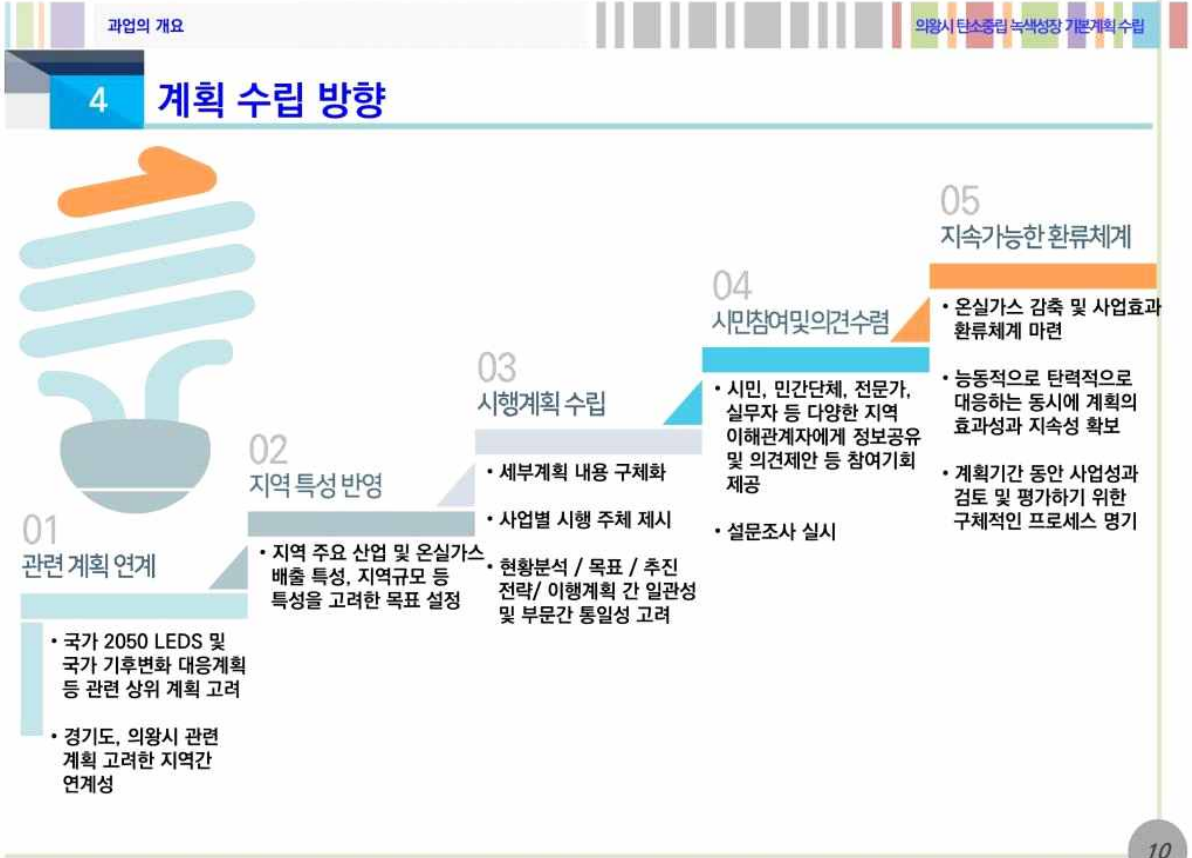 과업의 개요
의왕시 탄소중립 녹색성장 기본계획 수립
4
계획 수립 방향
01
관련 계획 연계
• 국가 2050 LEDS 및
국가 기후변화 대응계획
등 관련 상위 계획 고려
• 경기도, 의왕시 관련
계획 고려한 지역간
연계성
02
지역 특성 반영
• 지역 주요 산업 및 온실가스
배출 특성, 지역규모 등
특성을 고려한 목표 설정
03
시행계획 수립
• 세부계획 내용 구체화
• 사업별 시행 주체 제시
• 현황분석 / 목표 / 추진
전략/ 이행계획 간 일관성
및 부문간 통일성 고려
04
시민참여및의견수렴
• 시민, 민간단체, 전문가,
실무자 등 다양한 지역
이해관계자에게 정보공유
및 의견제안 등 참여기회
제공
• 설문조사 실시
05
지속가능한 환류체계
• 온실가스 감축 및 사업효과
환류체계 마련
• 능동적으로 탄력적으로
대응하는 동시에 계획의
효과성과 지속성 확보
• 계획기간 동안 사업성과
검토 및 평가하기 위한
구체적인 프로세스 명기
10